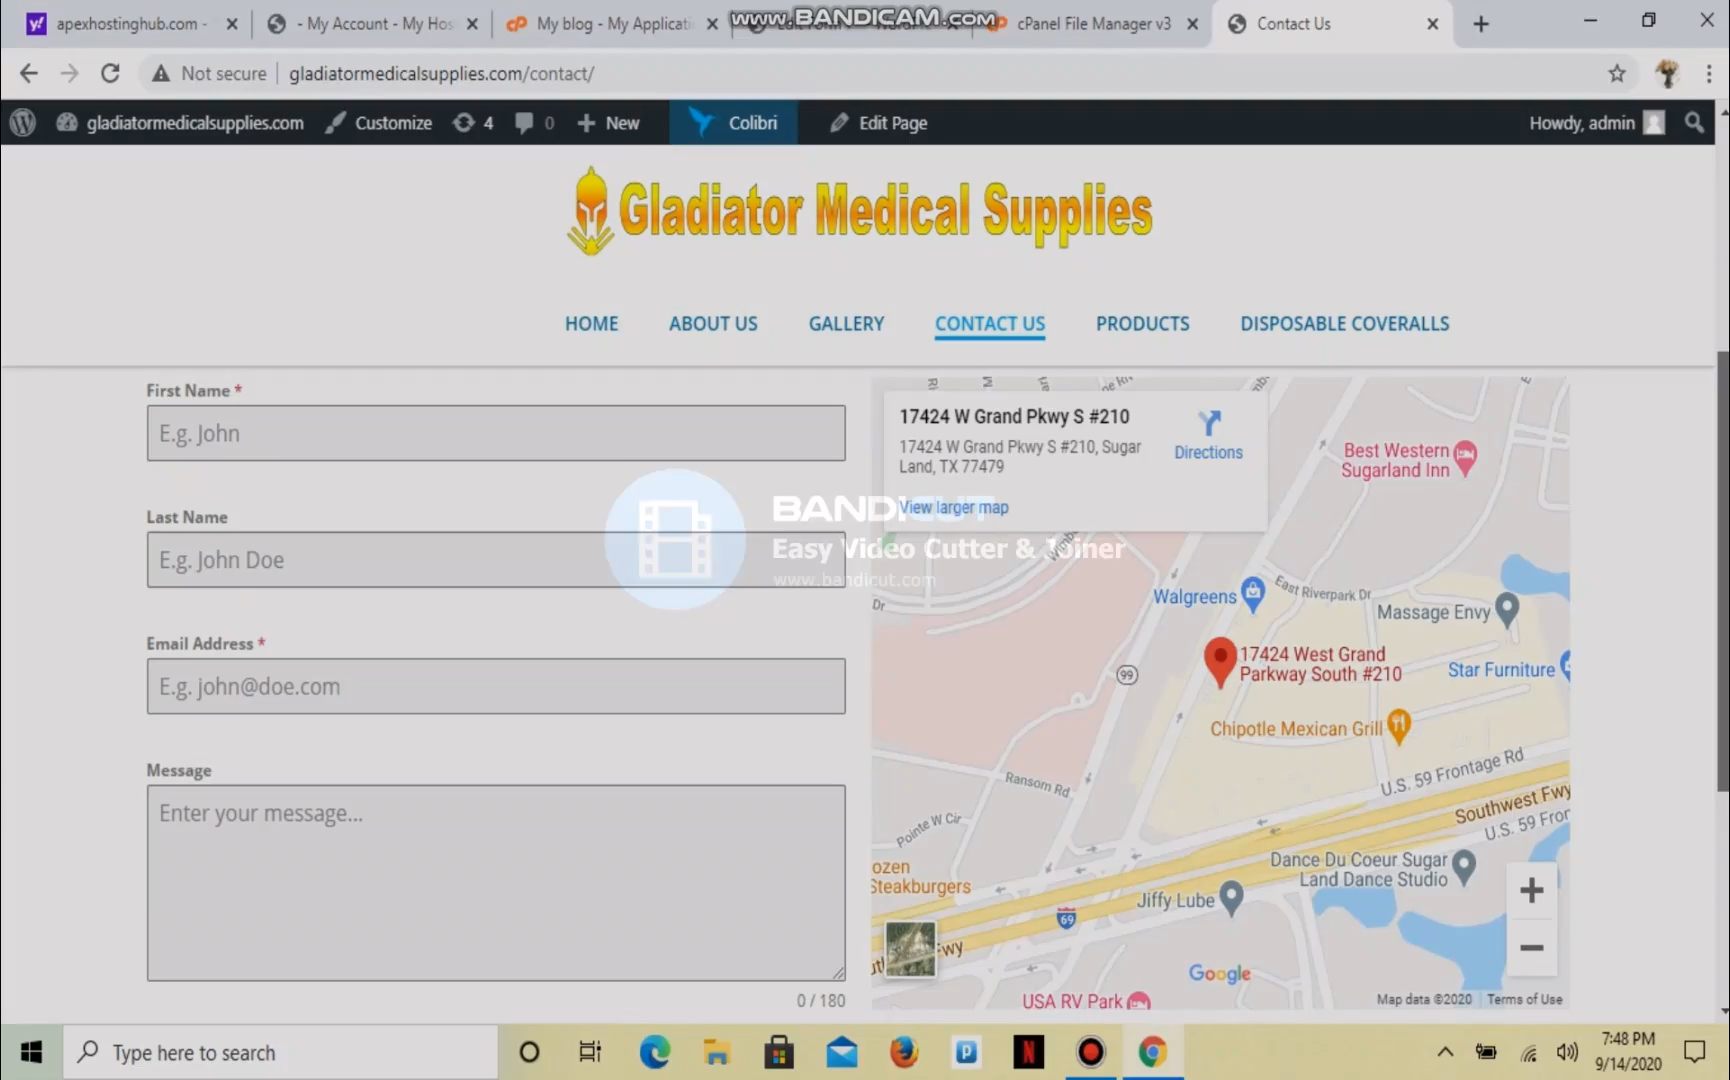 apexhostinghub.com -
- My Account - My Hos
My blog - My Applicati
www.BANDICAM.com
cPanel File Manager v3
Contact Us
Not secure
gladiatormedicalsupplies.com/contact/
gladiatormedicalsupplies.com
Customize
4
0
New
Colibri
Edit Page
Howdy, admin
Gladiator Medical Supplies
HOME
ABOUT US
GALLERY
CONTACT US
PRODUCTS
DISPOSABLE COVERALLS
First Name *
E.g. John
Last Name
E.g. John Doe
Email Address *
E.g. john@doe.com
Message
Enter your message...
0 / 180
BANDICUT
Easy Video Cutter & Joiner
www.bandicut.com
17424 W Grand Pkwy S #210
17424 W Grand Pkwy S #210, Sugar
Land, TX 77479
Directions
View larger map
Best Western
Sugarland Inn
Dr
Walgreens
East Riverpark Dr
Massage Envy
17424 West Grand
Parkway South #210
Star Furniture
99
Chipotle Mexican Grill
Ransom Rd
U.S. 59 Frontage Rd
Southwest Fwy
U.S. 59 Fron
Pointe W Cir
ozen
Steakburgers
Dance Du Coeur Sugar
Land Dance Studio
Jiffy Lube
69
Fwy
Google
USA RV Park
Map data ©2020
Terms of Use
Type here to search
7:48 PM
9/14/2020